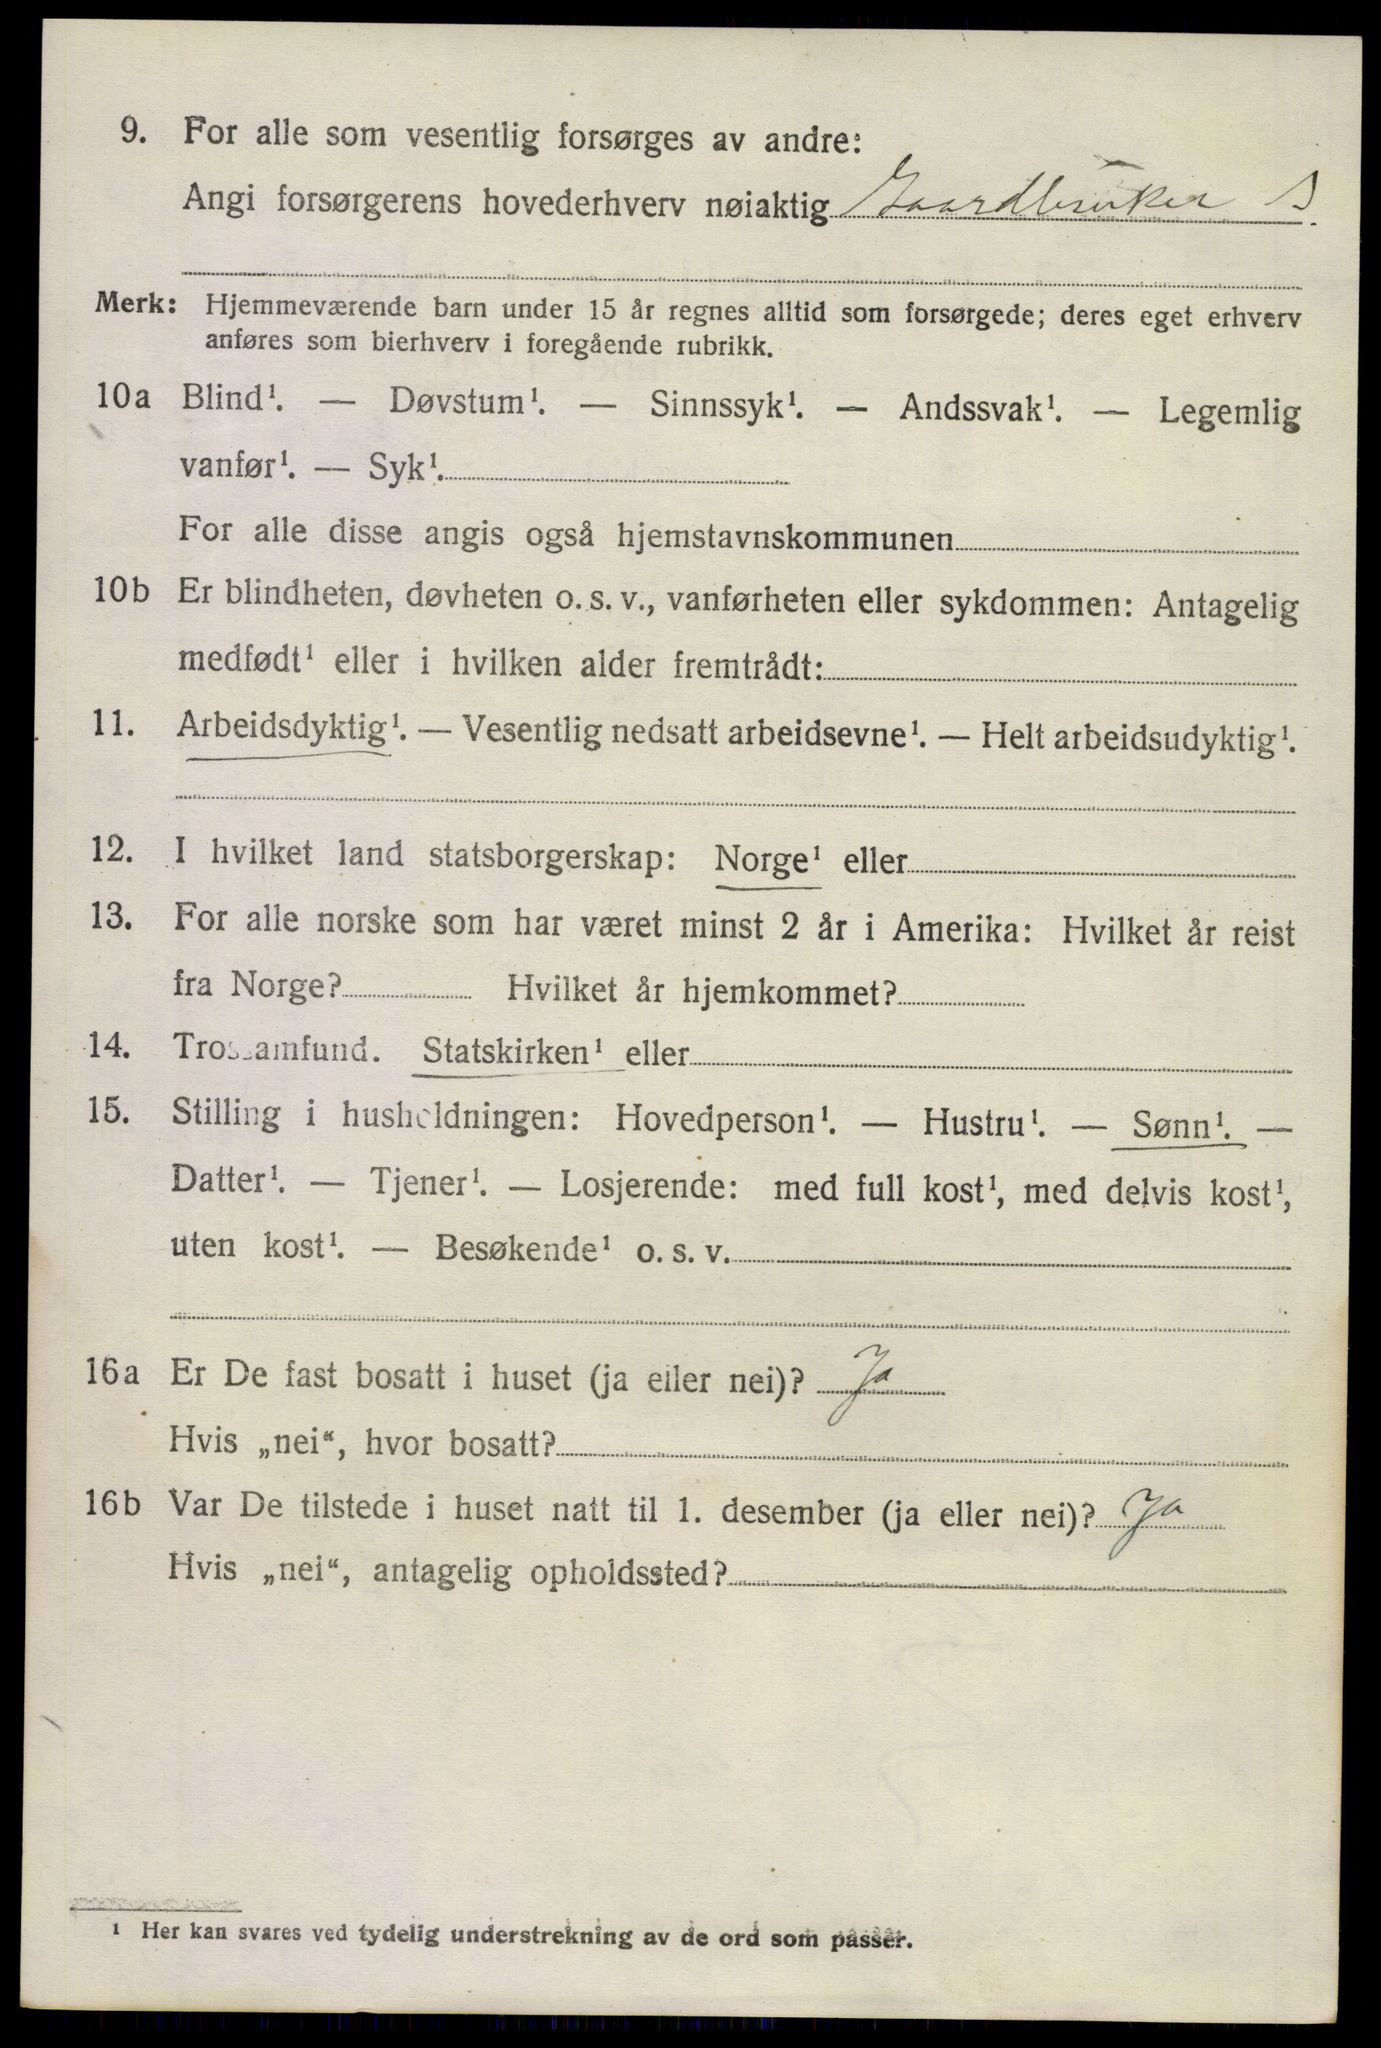 9. For alle som vesentlig forsørges av andre:
Angi forsørgerens hovederhverv nøiaktig Gaardbruker S
Merk: Hjemmeværende barn under 15 år regnes alltid som forsørgede; deres eget erhverv
anføres som bierhverv i foregående rubrikk.
10a Blind¹. — Døvstum¹. — Sinnssyk¹. — Andssvak¹. — Legemlig
vanfør¹. — Syk¹.
For alle disse angis også hjemstavnskommunen
10b Er blindheten, døvheten o. s. v., vanførheten eller sykdommen: Antagelig
medfødt¹ eller i hvilken alder fremtrådt:
11. Arbeidsdyktig¹. — Vesentlig nedsatt arbeidsevne¹. — Helt arbeidsudyktig¹.
12. I hvilket land statsborgerskap: Norge¹ eller
13. For alle norske som har været minst 2 år i Amerika: Hvilket år reist
fra Norge? Hvilket år hjemkommet?
14. Trossamfund. Statskirken¹ eller
15. Stilling i husholdningen: Hovedperson¹. — Hustru¹. — Sønn¹. —
Datter¹. — Tjener¹. — Losjerende: med full kost¹, med delvis kost¹,
uten kost¹. — Besøkende¹ o. s. v.
16a Er De fast bosatt i huset (ja eller nei)? Ja
Hvis „nei“, hvor bosatt?
16b Var De tilstede i huset natt til 1. desember (ja eller nei)? Ja
Hvis „nei“, antagelig opholdssted?
¹ Her kan svares ved tydelig understrekning av de ord som passer.